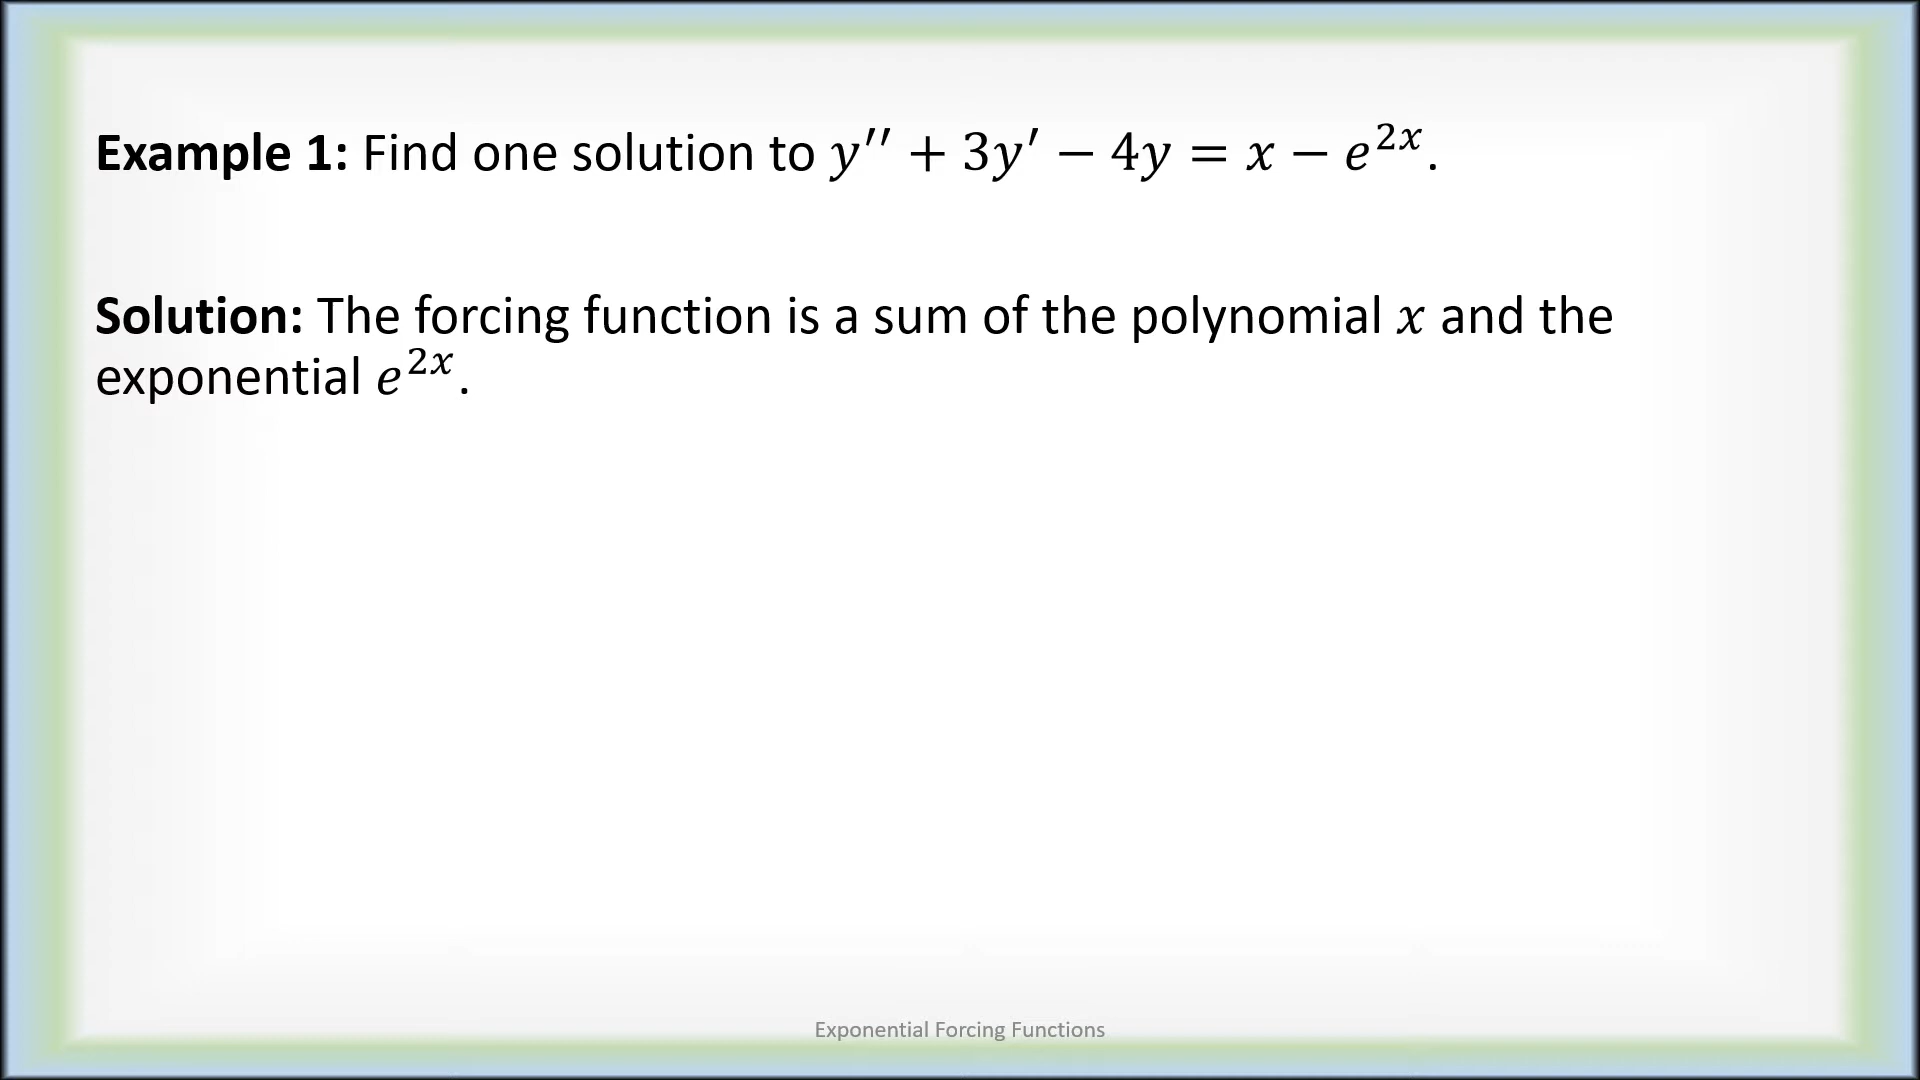 Example 1: Find one solution to y′′ + 3y′ − 4y = x − e^{2x}.
Solution: The forcing function is a sum of the polynomial x and the
exponential e^{2x}.
Exponential Forcing Functions